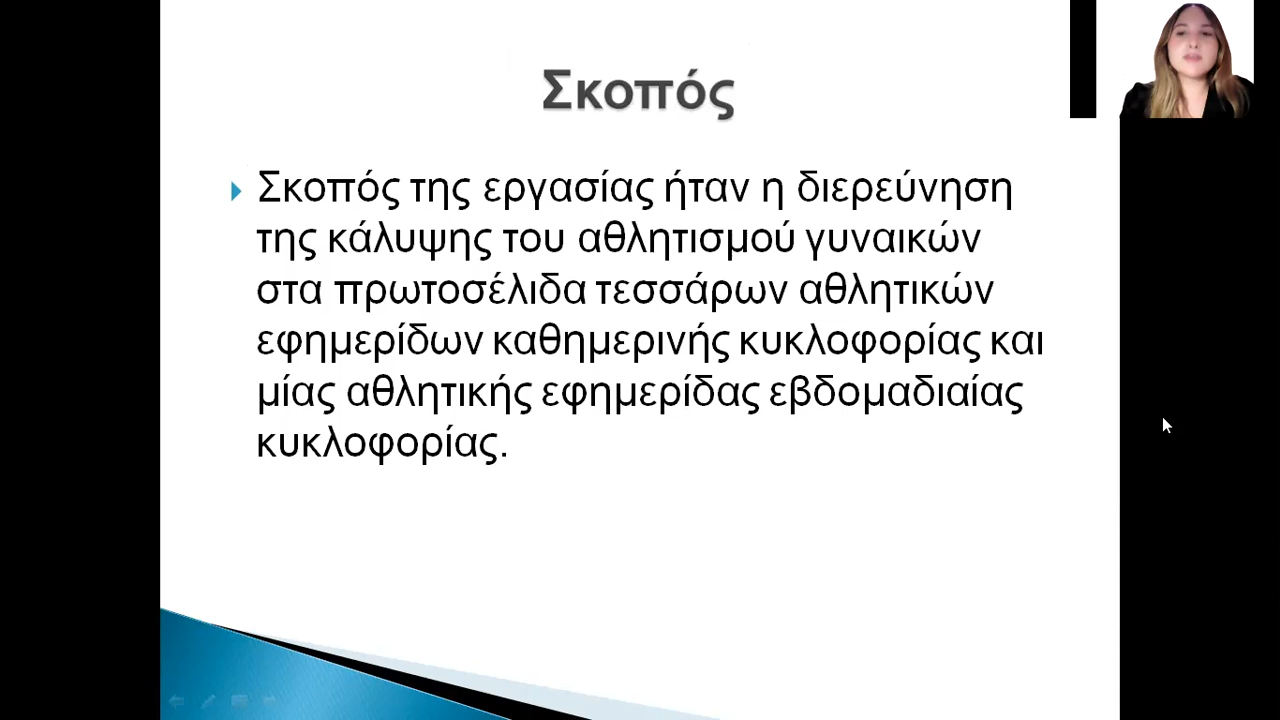 Σκοπός
Σκοπός της εργασίας ήταν η διερεύνηση
της κάλυψης του αθλητισμού γυναικών
στα πρωτοσέλιδα τεσσάρων αθλητικών
εφημερίδων καθημερινής κυκλοφορίας και
μίας αθλητικής εφημερίδας εβδομαδιαίας
κυκλοφορίας.